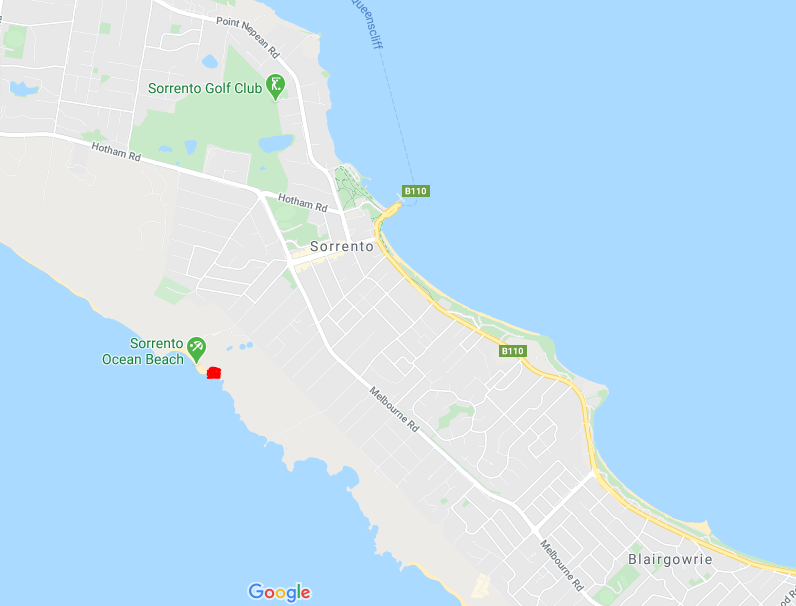 Queenscliff
Point Nepean Rd
Sorrento Golf Club
Hotham Rd
B110
Hotham Rd
Sorrento
Sorrento
Ocean Beach
B110
Melbourne Rd
Melbourne Rd
Blairgowrie
od Rd
Google